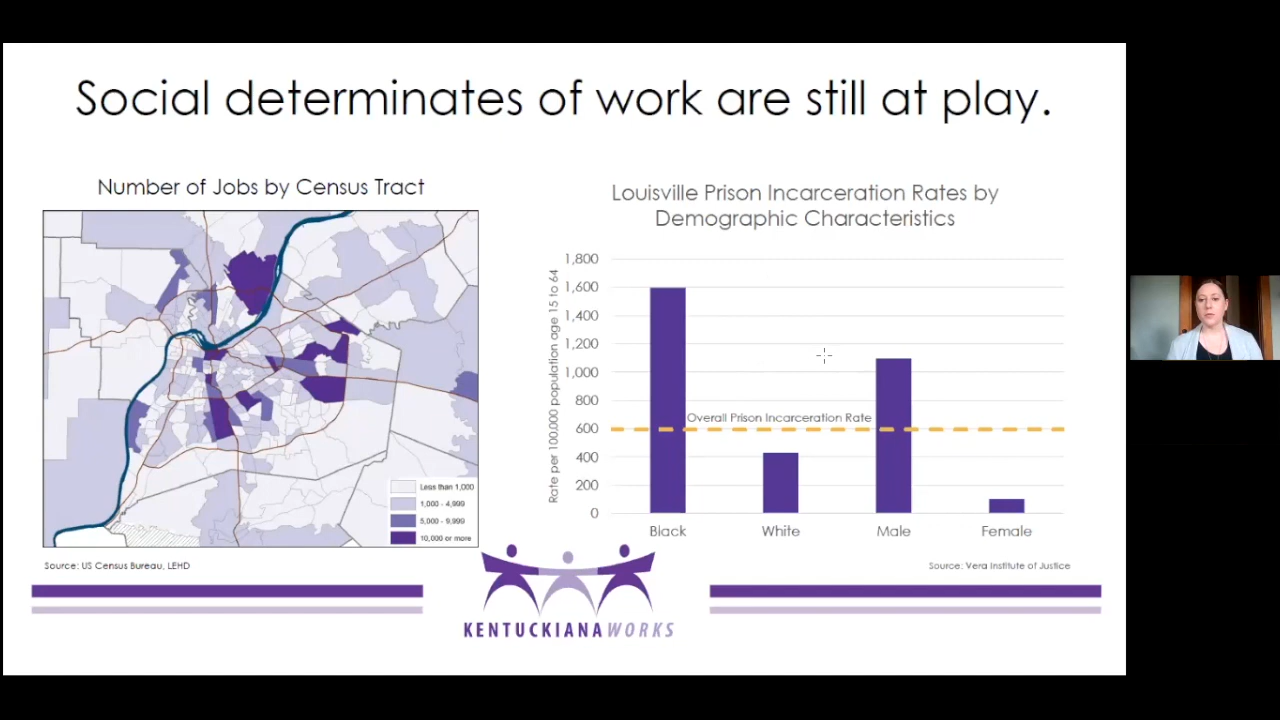 Social determinates of work are still at play.
Number of Jobs by Census Tract
Less than 1,000
1,000 - 4,999
5,000 - 9,999
10,000 or more
Source: US Census Bureau, LEHD
Louisville Prison Incarceration Rates by
Demographic Characteristics
Rate per 100,000 population age 15 to 64
1,800
1,600
1,400
1,200
1,000
800
600
400
200
0
Overall Prison Incarceration Rate
Black White Male Female
Source: Vera Institute of Justice
KENTUCKIANAWORKS